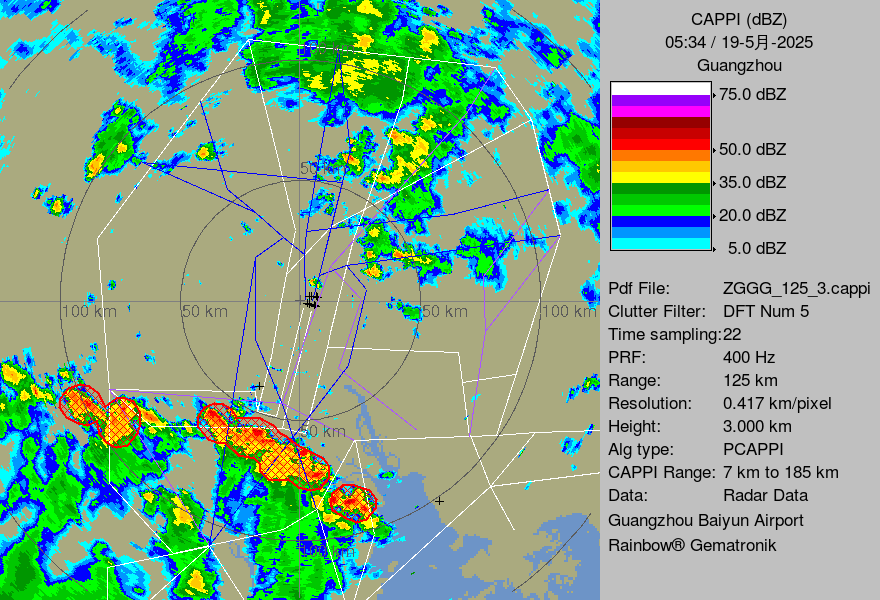 CAPPI (dBZ)
05:34 / 19-5月-2025
Guangzhou
75.0 dBZ
50.0 dBZ
35.0 dBZ
20.0 dBZ
5.0 dBZ
Pdf File: ZGGG_125_3.cappi
Clutter Filter: DFT Num 5
Time sampling:22
PRF: 400 Hz
Range: 125 km
Resolution: 0.417 km/pixel
Height: 3.000 km
Alg type: PCAPPI
CAPPI Range: 7 km to 185 km
Data: Radar Data
Guangzhou Baiyun Airport
Rainbow® Gematronik
100 km
50 km
50 km
100 km
50 km